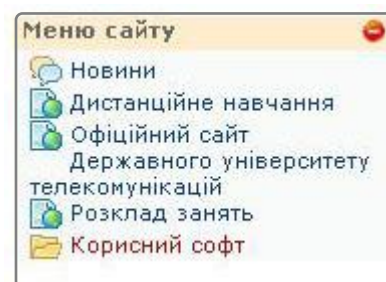 Меню сайту
Новини
Дистанційне навчання
Офіційний сайт
Державного університету
телекомунікацій
Розклад занять
Корисний софт